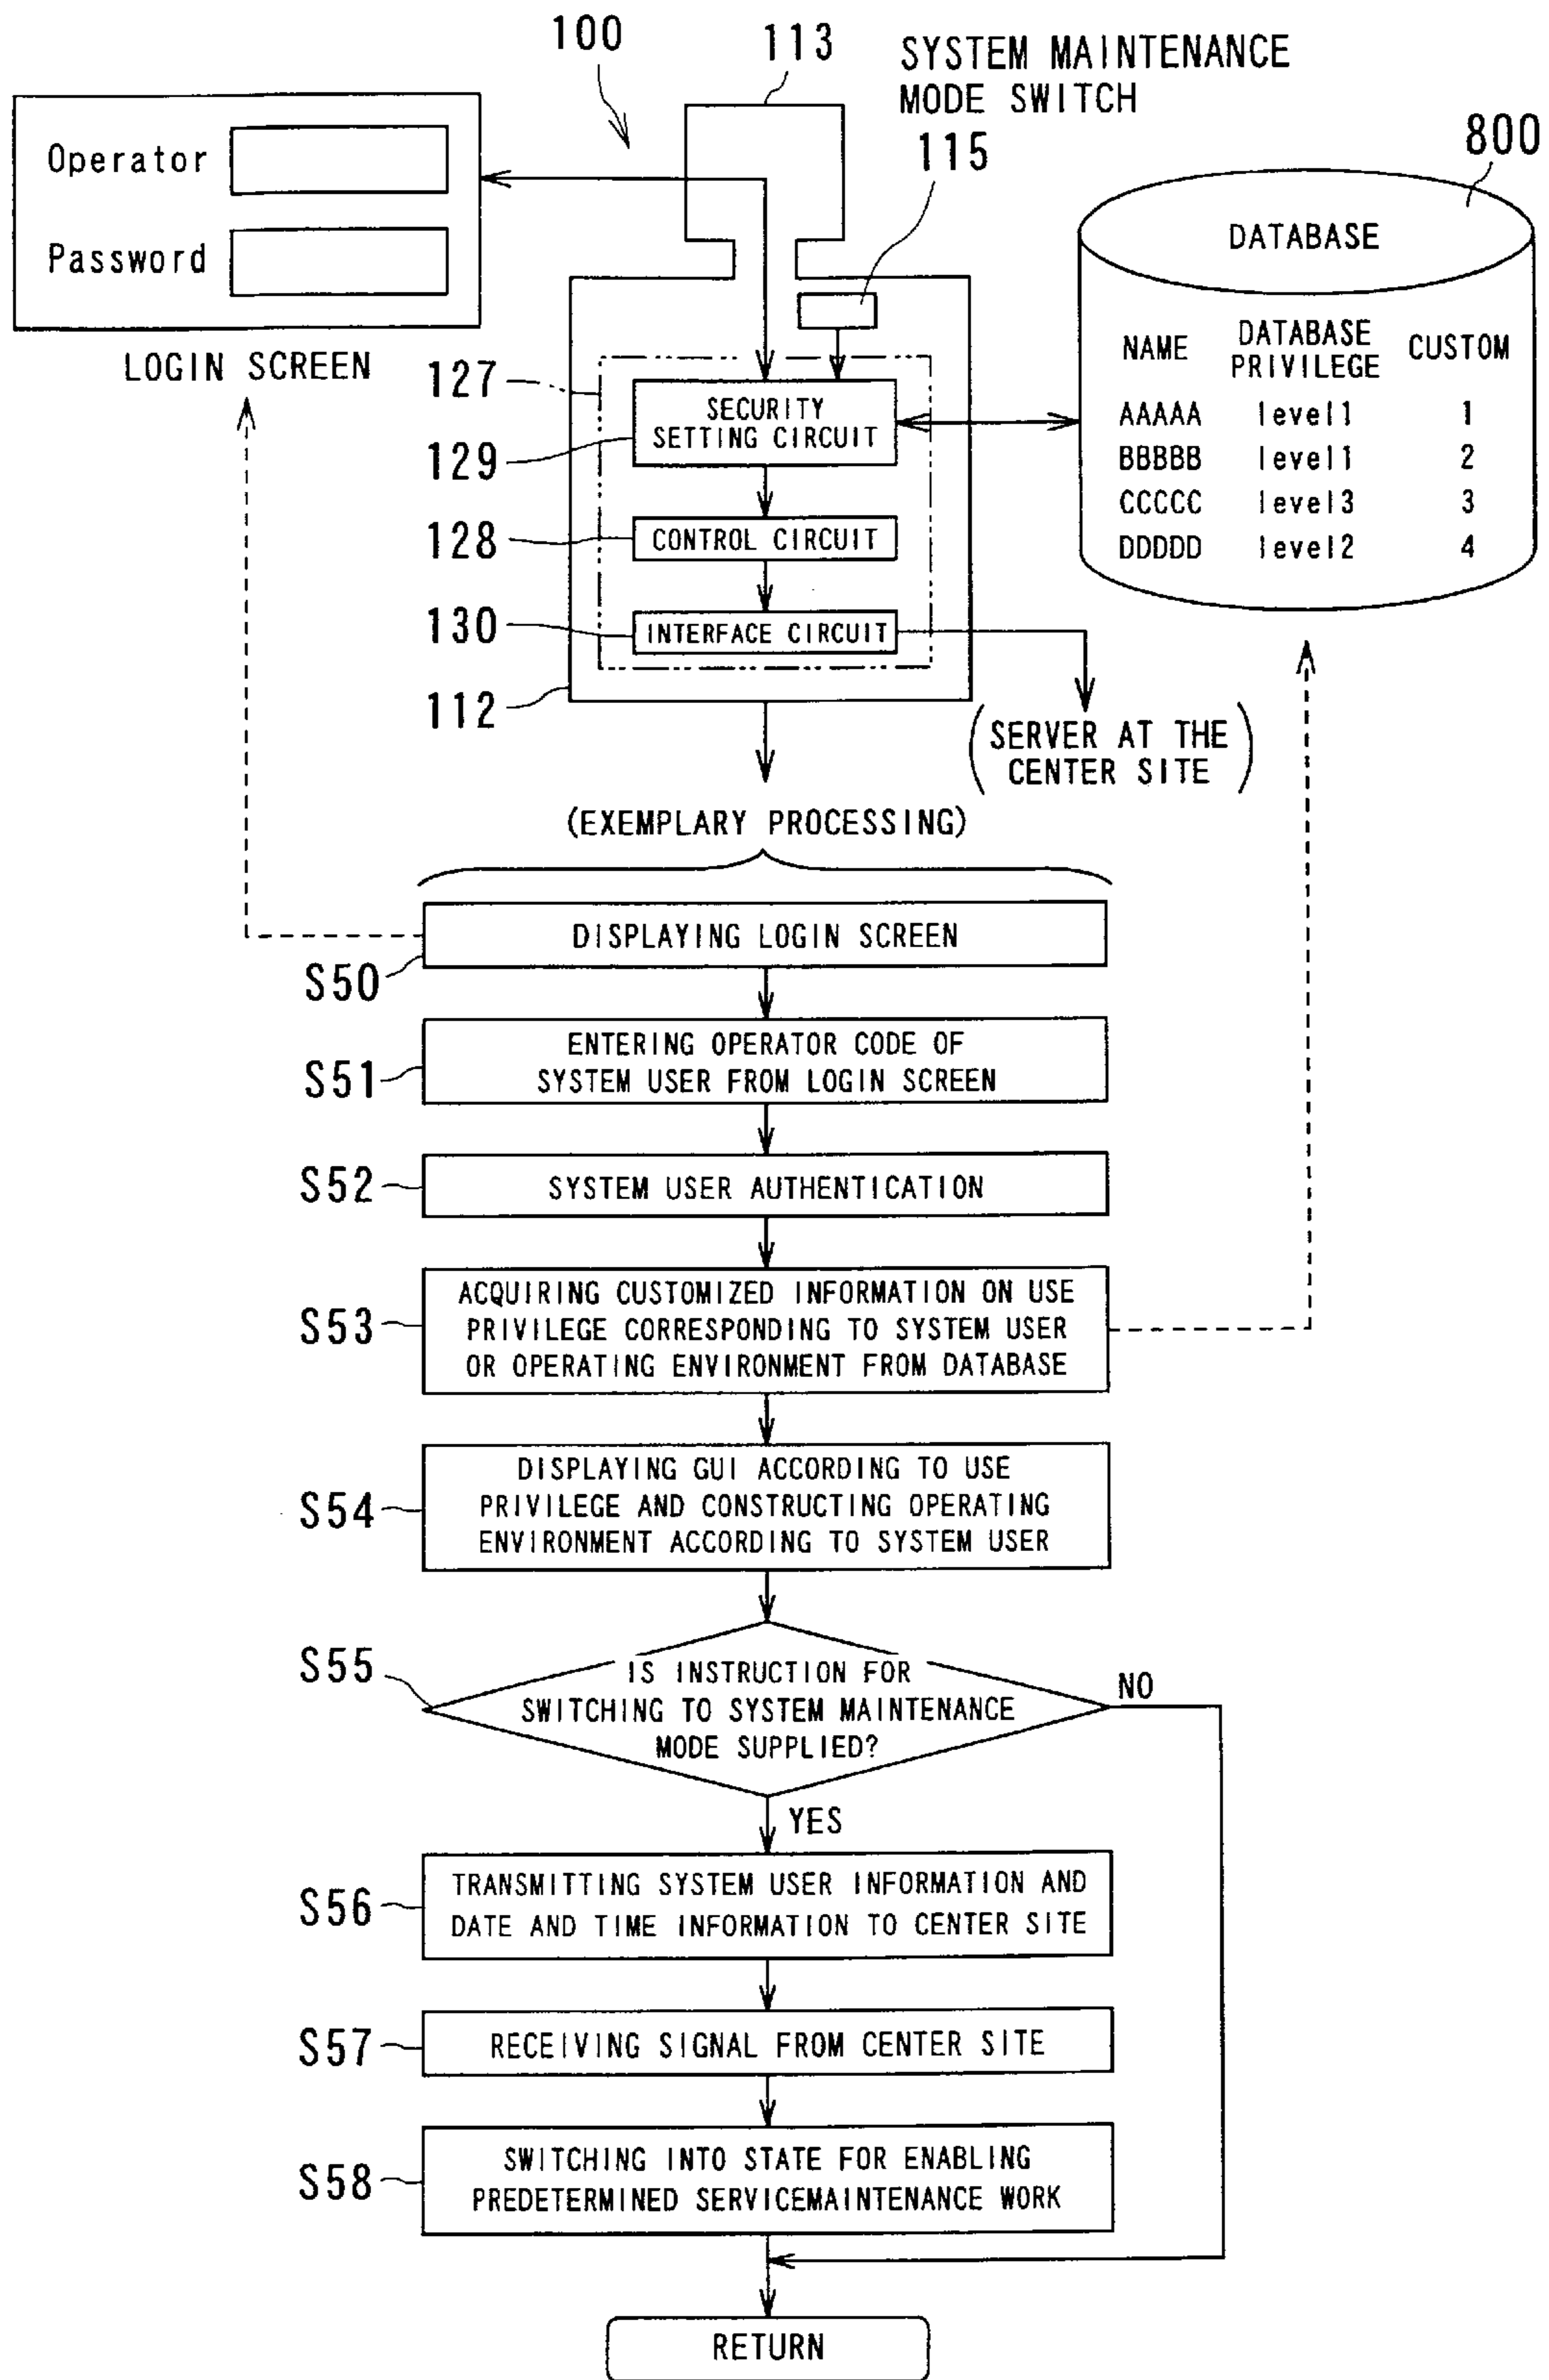 100
113
SYSTEM MAINTENANCE
MODE SWITCH
115
800
Operator
Password
LOGIN SCREEN
DATABASE
NAME DATABASE PRIVILEGE CUSTOM
AAAAA level1 1
BBBBB level1 2
CCCCC level3 3
DDDDD level2 4
127
SECURITY
SETTING CIRCUIT
129
128
CONTROL CIRCUIT
130
INTERFACE CIRCUIT
112
(SERVER AT THE
CENTER SITE)
(EXEMPLARY PROCESSING)
DISPLAYING LOGIN SCREEN
S50
ENTERING OPERATOR CODE OF
SYSTEM USER FROM LOGIN SCREEN
S51
S52
SYSTEM USER AUTHENTICATION
ACQUIRING CUSTOMIZED INFORMATION ON USE
S53
PRIVILEGE CORRESPONDING TO SYSTEM USER
OR OPERATING ENVIRONMENT FROM DATABASE
DISPLAYING GUI ACCORDING TO USE
S54
PRIVILEGE AND CONSTRUCTING OPERATING
ENVIRONMENT ACCORDING TO SYSTEM USER
S55
IS INSTRUCTION FOR
SWITCHING TO SYSTEM MAINTENANCE
MODE SUPPLIED?
NO
YES
S56
TRANSMITTING SYSTEM USER INFORMATION AND
DATE AND TIME INFORMATION TO CENTER SITE
S57
RECEIVING SIGNAL FROM CENTER SITE
S58
SWITCHING INTO STATE FOR ENABLING
PREDETERMINED SERVICEMAINTENANCE WORK
RETURN